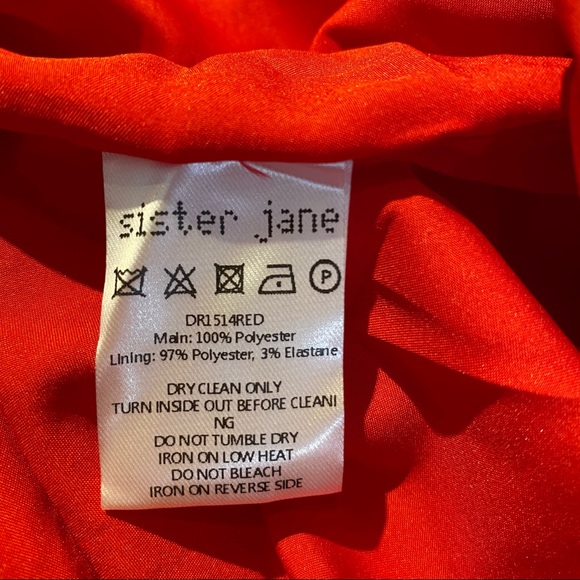 sister jane
P
DR1514RED
Main: 100% Polyester
Lining: 97% Polyester, 3% Elastane
DRY CLEAN ONLY
TURN INSIDE OUT BEFORE CLEANI
NG
DO NOT TUMBLE DRY
IRON ON LOW HEAT
DO NOT BLEACH
IRON ON REVERSE SIDE